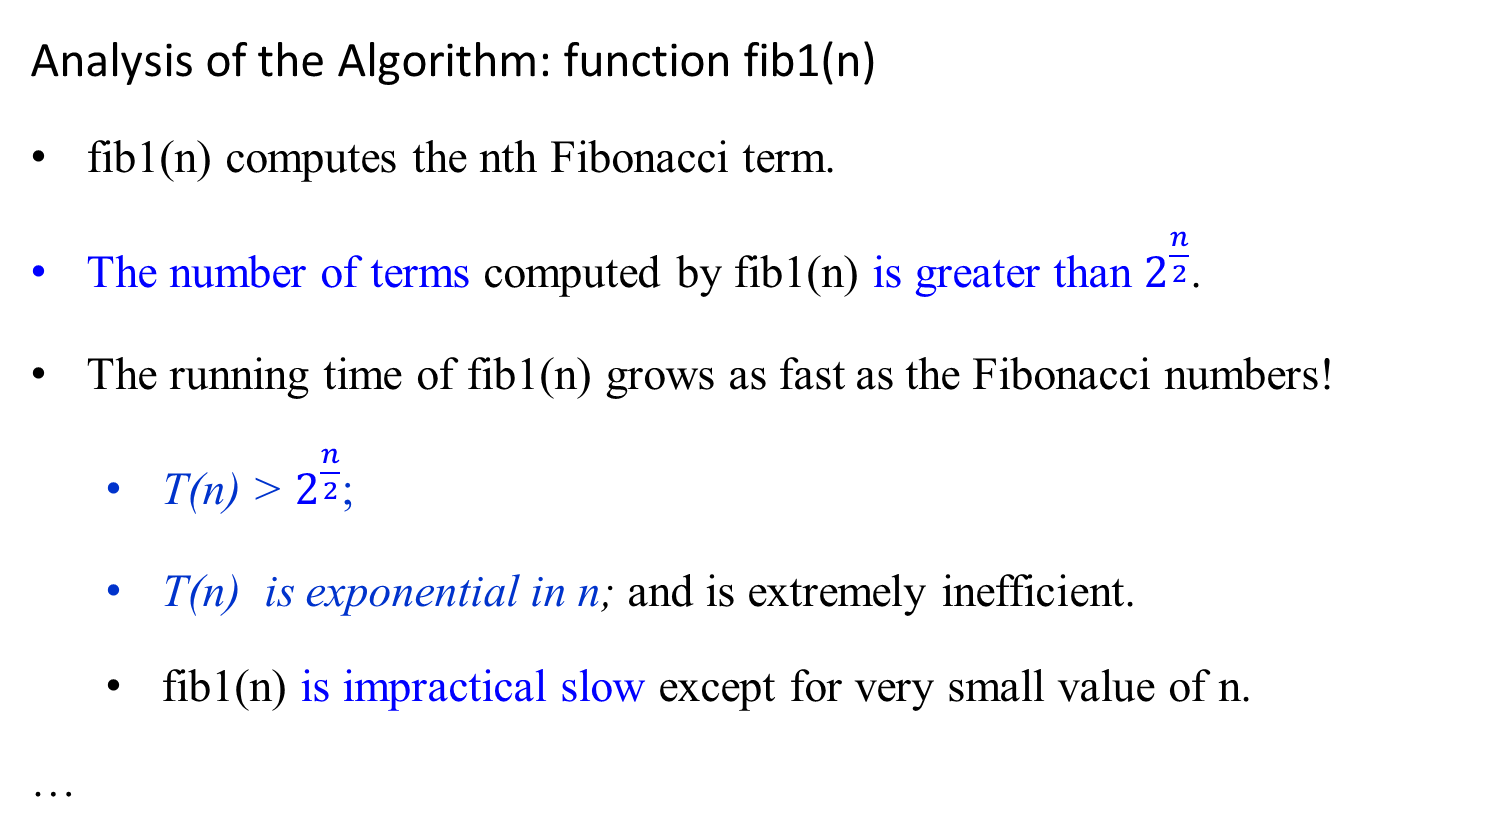 Analysis of the Algorithm: function fib1(n)
• fib1(n) computes the nth Fibonacci term.
• The number of terms computed by fib1(n) is greater than $2^{\frac{n}{2}}$.
• The running time of fib1(n) grows as fast as the Fibonacci numbers!
• T(n) > $2^{\frac{n}{2}}$;
• T(n) is exponential in n; and is extremely inefficient.
• fib1(n) is impractical slow except for very small value of n.
…